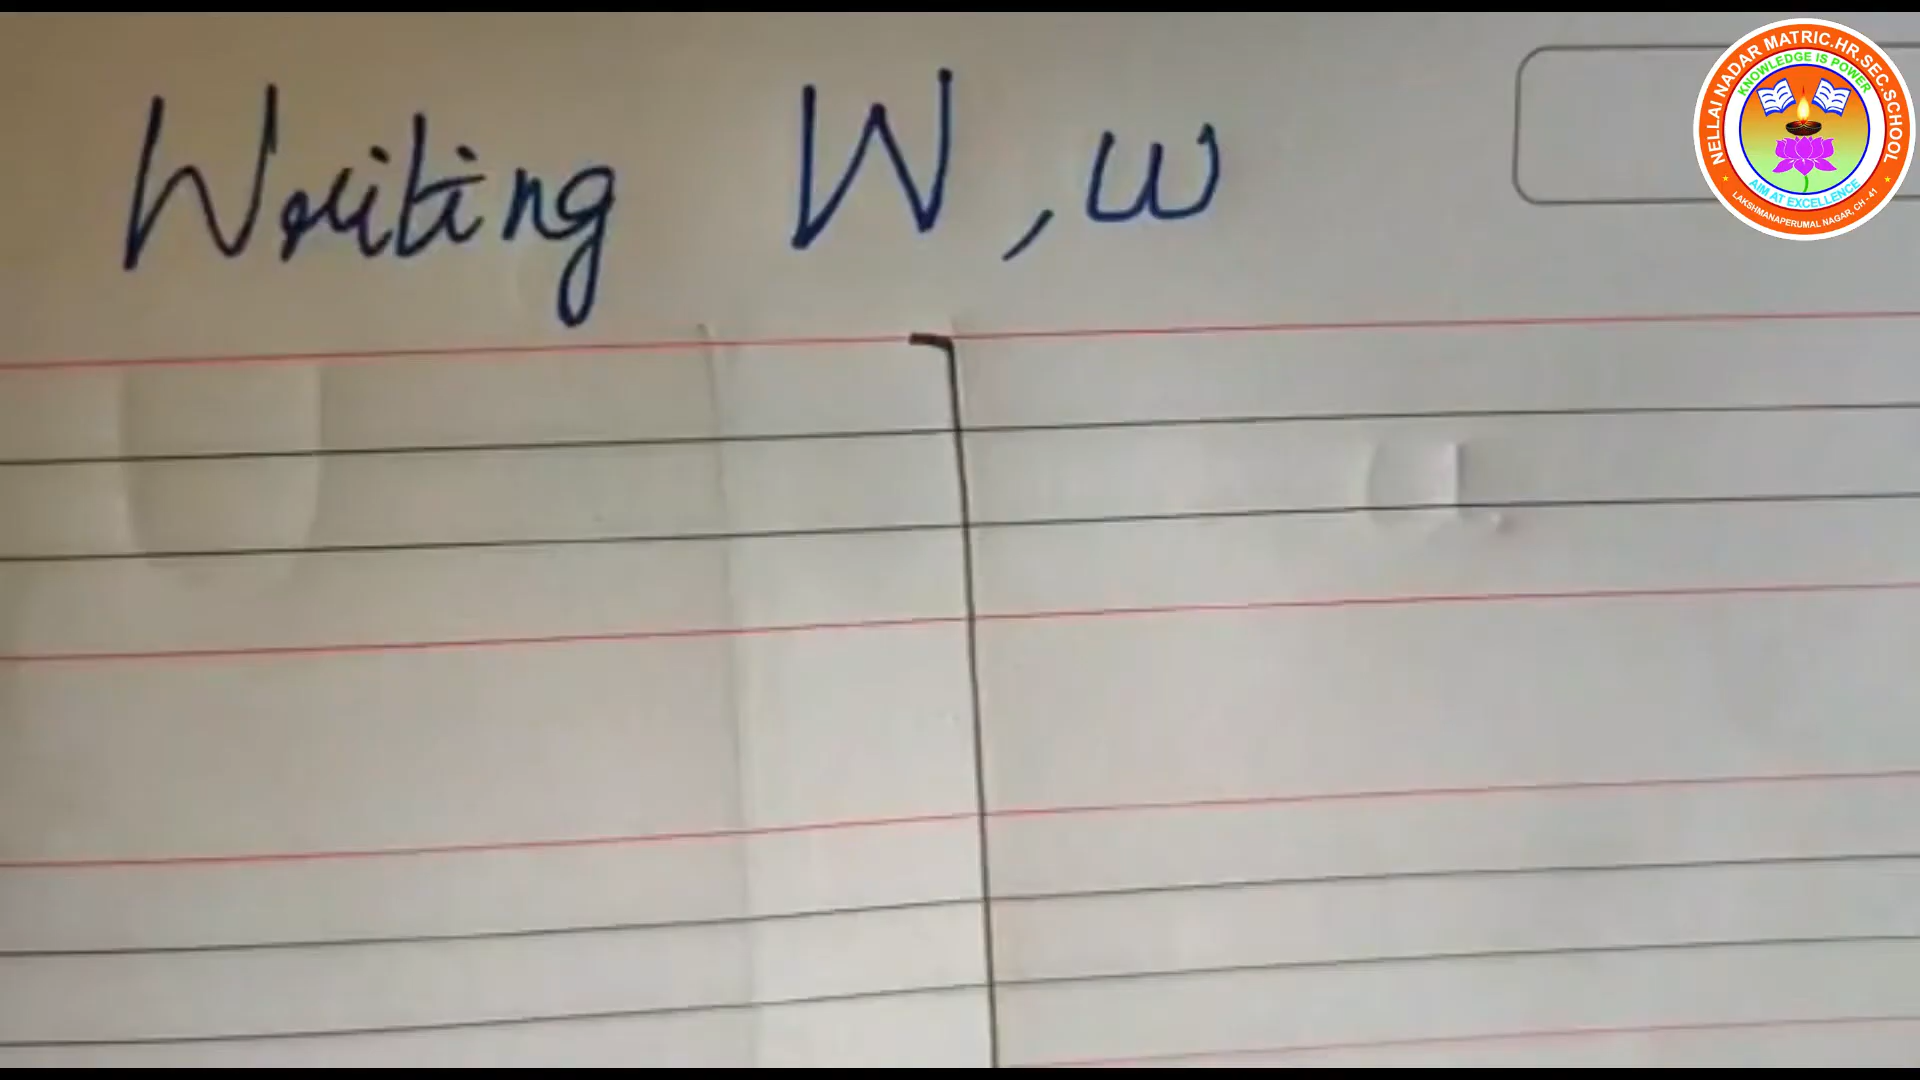 Writing W, w
NELLAI NADAR MATRIC.HR.SEC.SCHOOL
KNOWLEDGE IS POWER
AIM AT EXCELLENCE
LAKSHMANAPERUMAL NAGAR, CH - 41